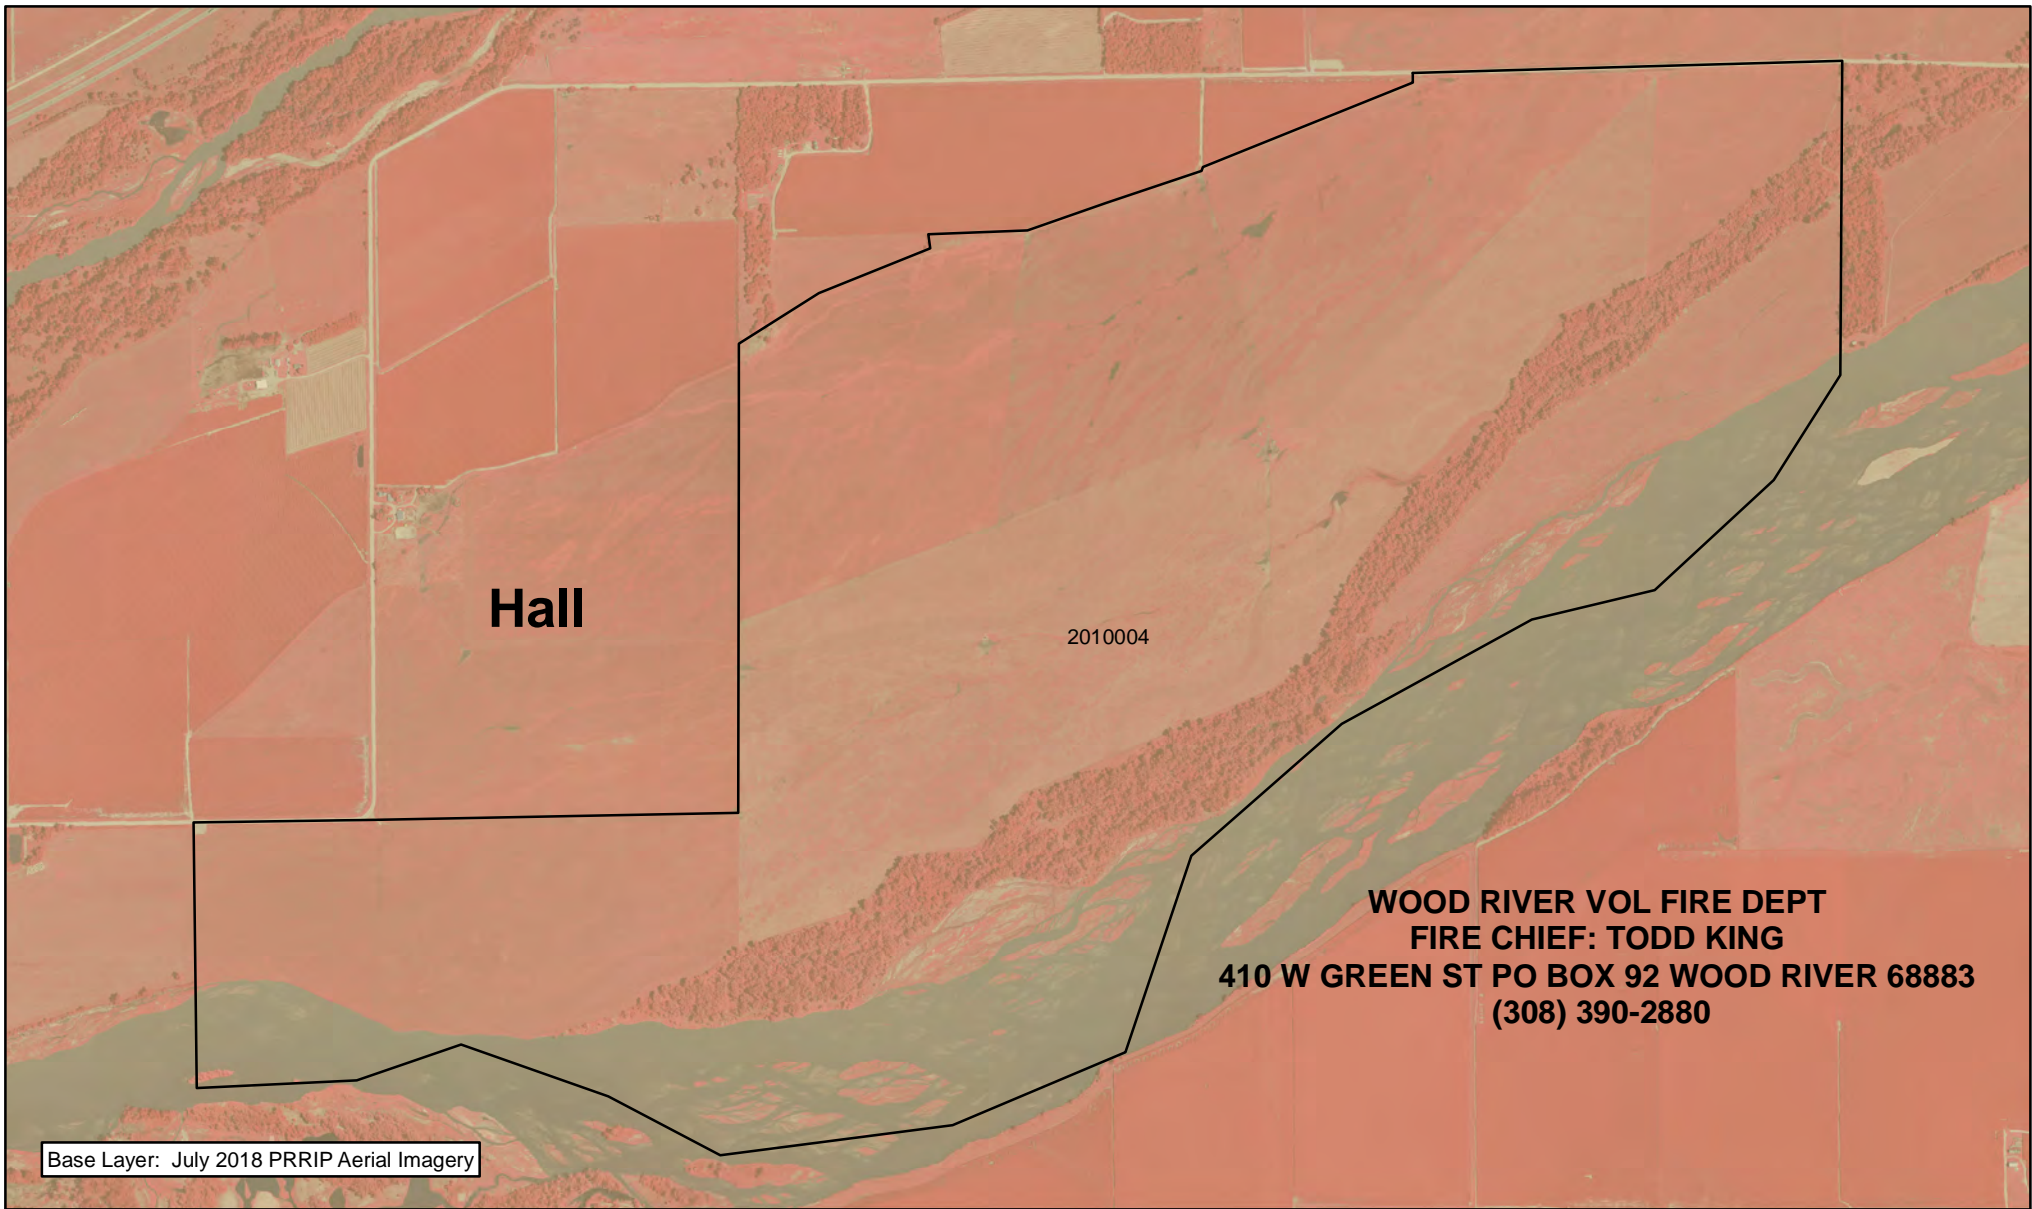 Hall
2010004
WOOD RIVER VOL FIRE DEPT
FIRE CHIEF: TODD KING
410 W GREEN ST PO BOX 92 WOOD RIVER 68883
(308) 390-2880
Base Layer:  July 2018 PRRIP Aerial Imagery